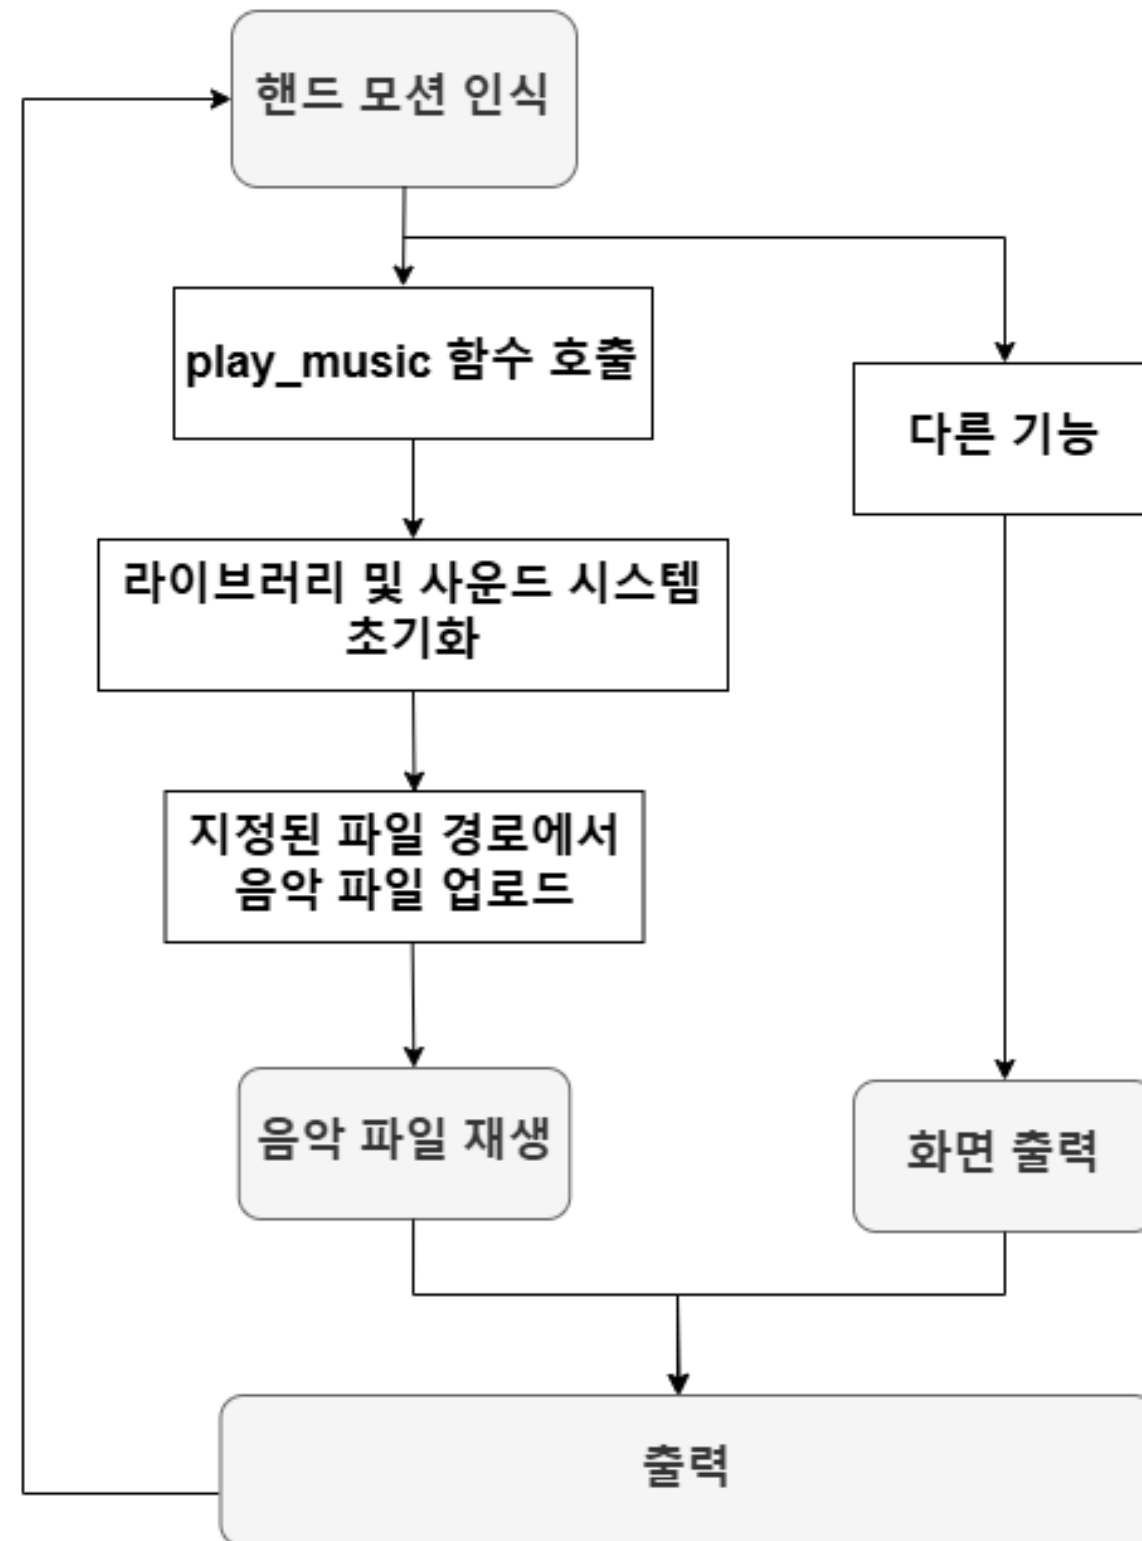 핸드 모션 인식
play_music 함수 호출
다른 기능
라이브러리 및 사운드 시스템
초기화
지정된 파일 경로에서
음악 파일 업로드
음악 파일 재생
화면 출력
출력